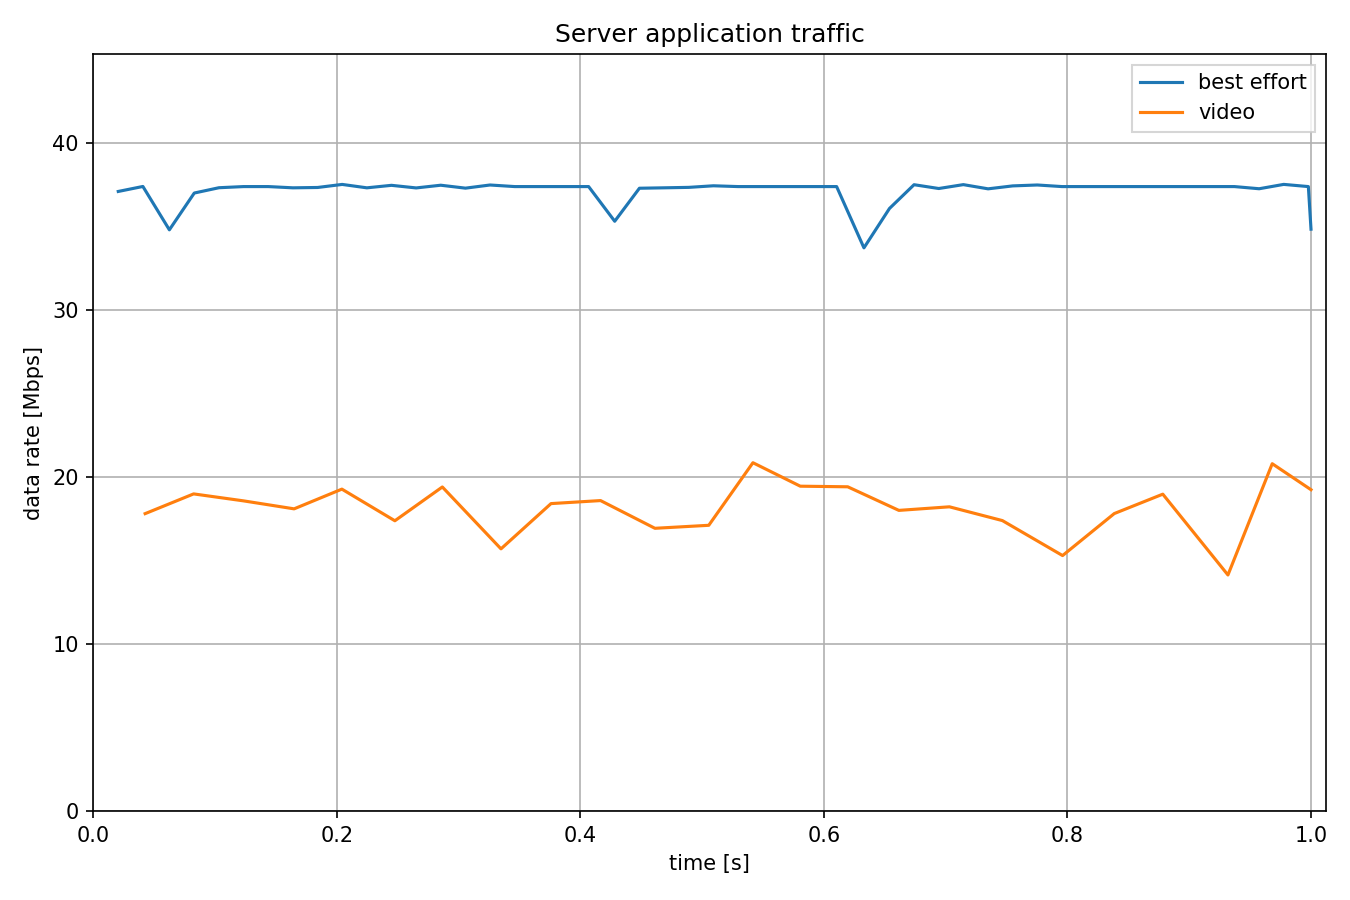 Server application traffic
best effort
video
data rate [Mbps]
40
30
20
10
0
0.0 0.2 0.4 0.6 0.8 1.0
time [s]